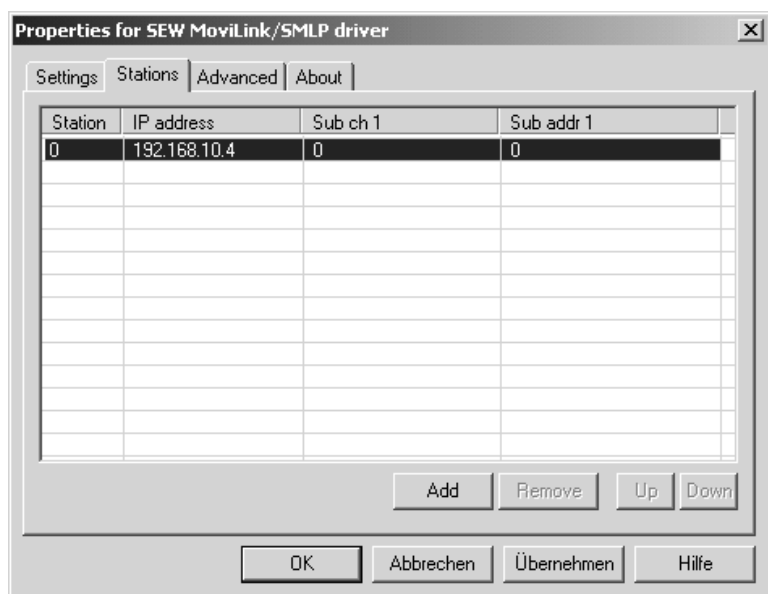 Properties for SEW MoviLink/SMLP driver
Settings Stations Advanced About
Station IP address Sub ch 1 Sub addr 1
0 192.168.10.4 0 0
Add Remove Up Down
OK Abbrechen Übernehmen Hilfe